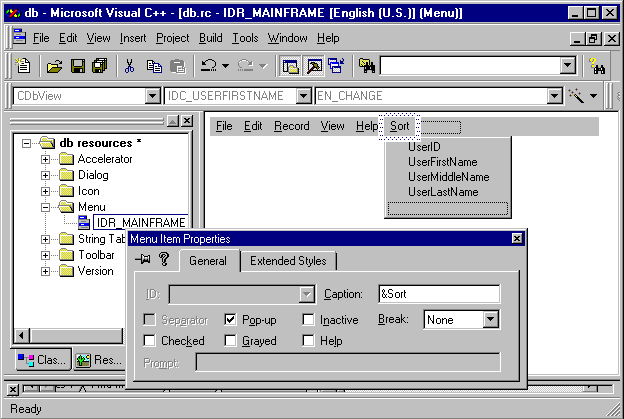 db - Microsoft Visual C++ - [db.rc - IDR_MAINFRAME [English (U.S.)] (Menu)]
File Edit View Insert Project Build Tools Window Help
CDbView IDC_USERFIRSTNAME EN_CHANGE
File Edit Record View Help Sort
UserID
UserFirstName
UserMiddleName
UserLastName
db resources *
Accelerator
Dialog
Icon
Menu
IDR_MAINFRAME
String Tab
Toolbar
Version
Clas... Res...
Menu Item Properties
General Extended Styles
ID: Caption: &Sort
Separator Pop-up Inactive Break: None
Checked Grayed Help
Prompt:
Ready